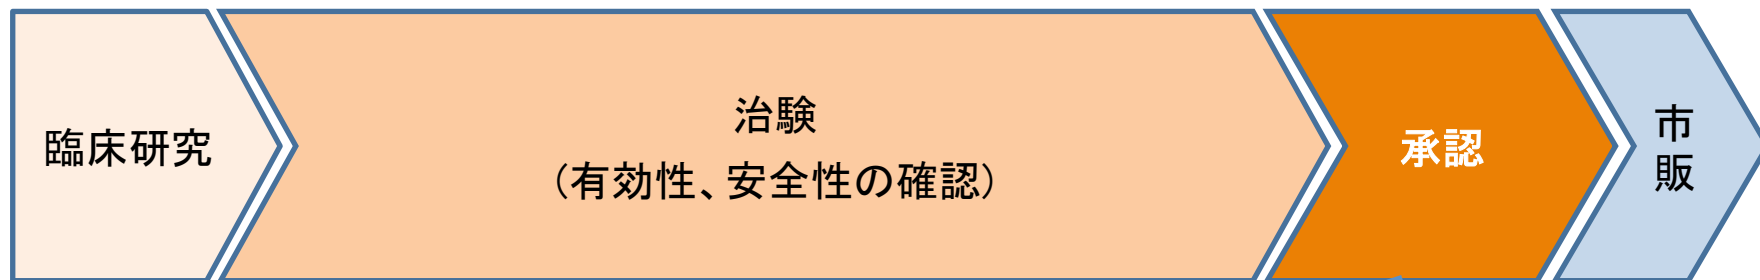 臨床研究
治験
（有効性、安全性の確認）
承認
市
販